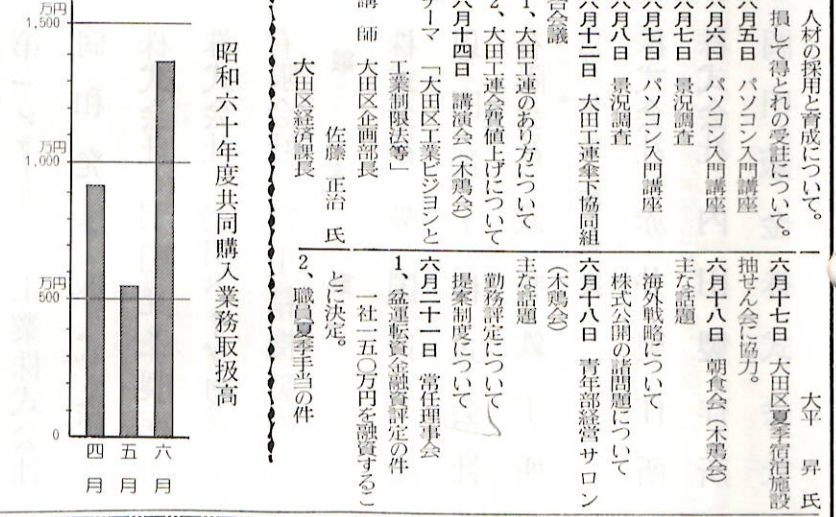 人材の採用と育成について。
損して得とれの受註について。
六月五日　パソコン入門講座
六月六日　パソコン入門講座
六月七日　景況調査
六月七日　パソコン入門講座
六月八日　景況調査
六月十二日　大田工連傘下協同組
合会議
1、大田工連のあり方について
2、大田工連会費値上げについて
六月十四日　講演会（木鶏会）
テーマ　「大田区工業ビジョンと
工業制限法等」
講　師　大田区企画部長
佐藤　正治　氏
大田区経済課長
大平　昇　氏
六月十七日　大田区夏季宿泊施設
抽せん会に協力。
六月十八日　朝食会（木鶏会）
主な話題
海外戦略について
株式公開の諸問題について
六月十八日　青年部経営サロン
（木鶏会）
主な話題
勤務評定について
提案制度について
六月二十一日　常任理事会
1、盆運転資金融資評定の件
一社一五〇万円を融資するこ
とに決定。
2、職員夏季手当の件
昭和六十年度共同購入業務取扱高
万円
1,500
万円
1,000
万円
500
0
四月
五月
六月